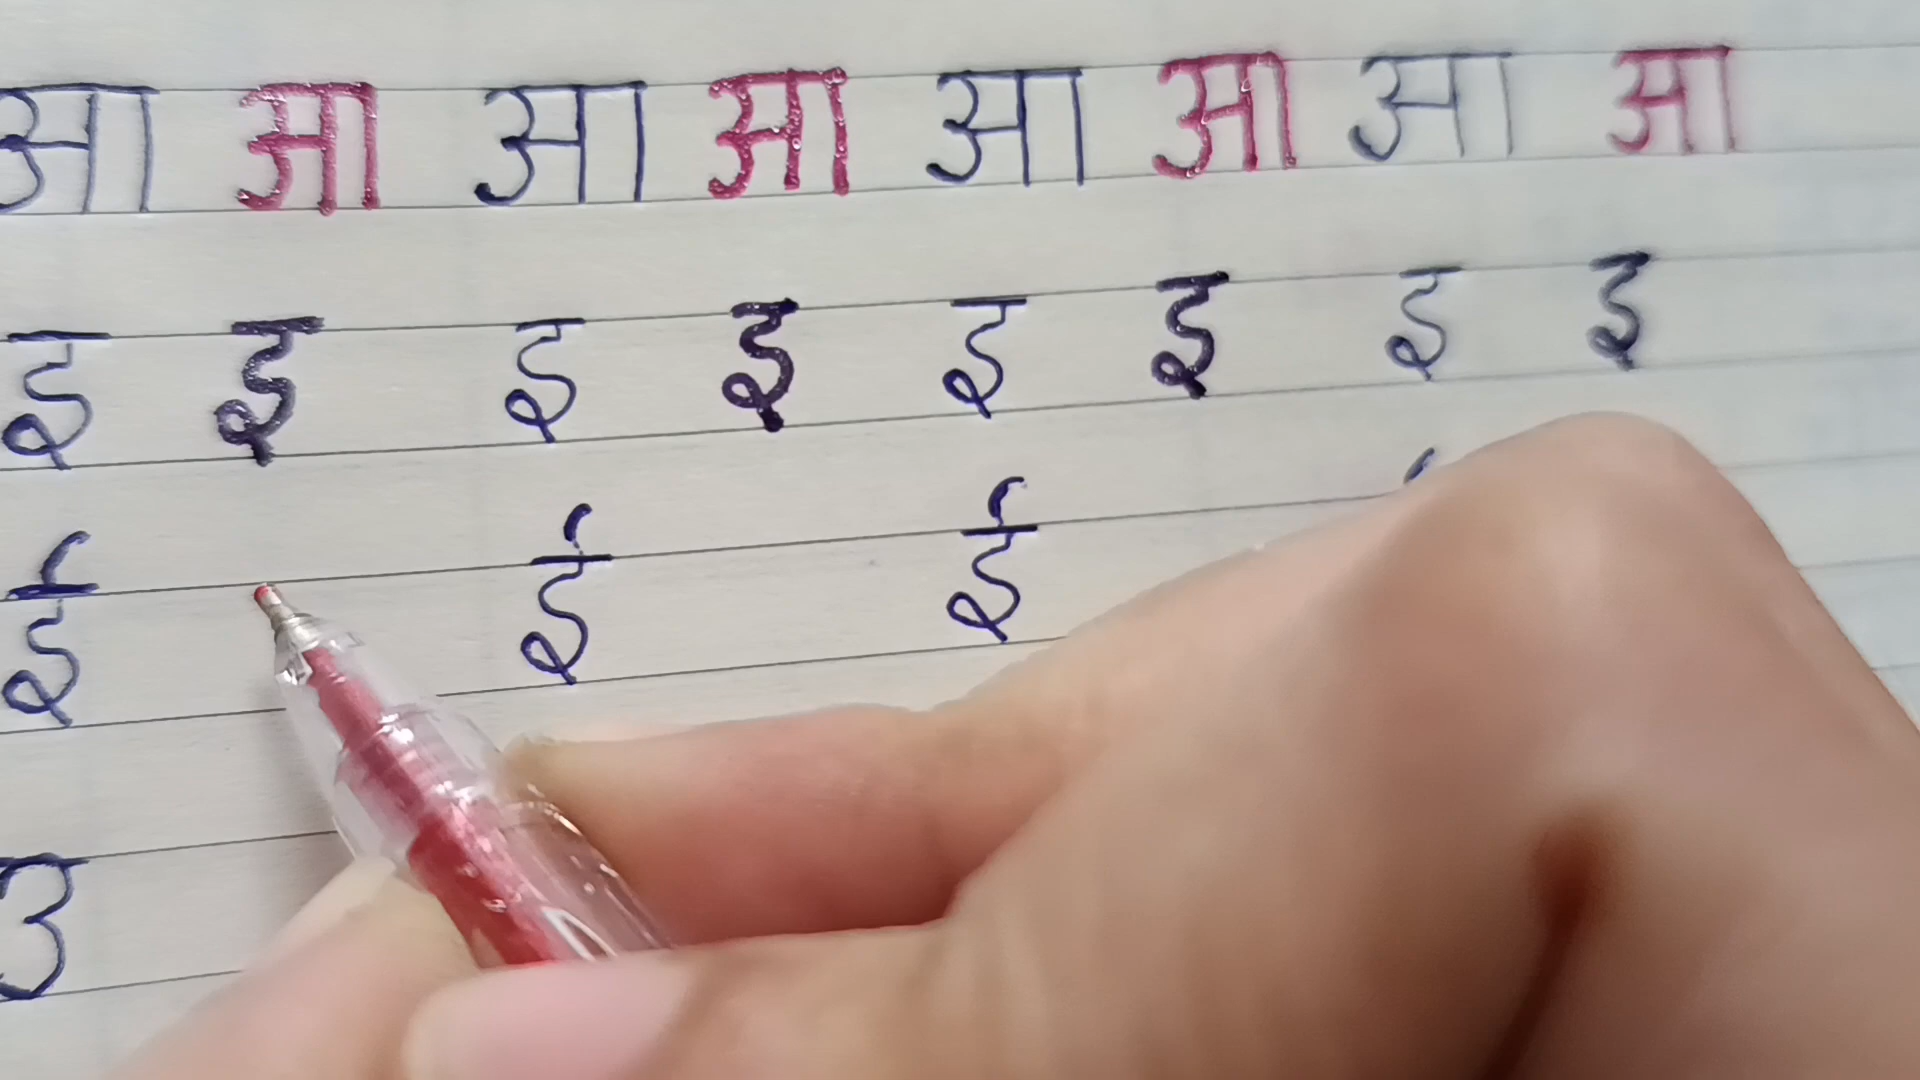 आ आ आ आ आ आ आ आ
इ इ इ इ इ इ इ इ
ई ई ई
उ